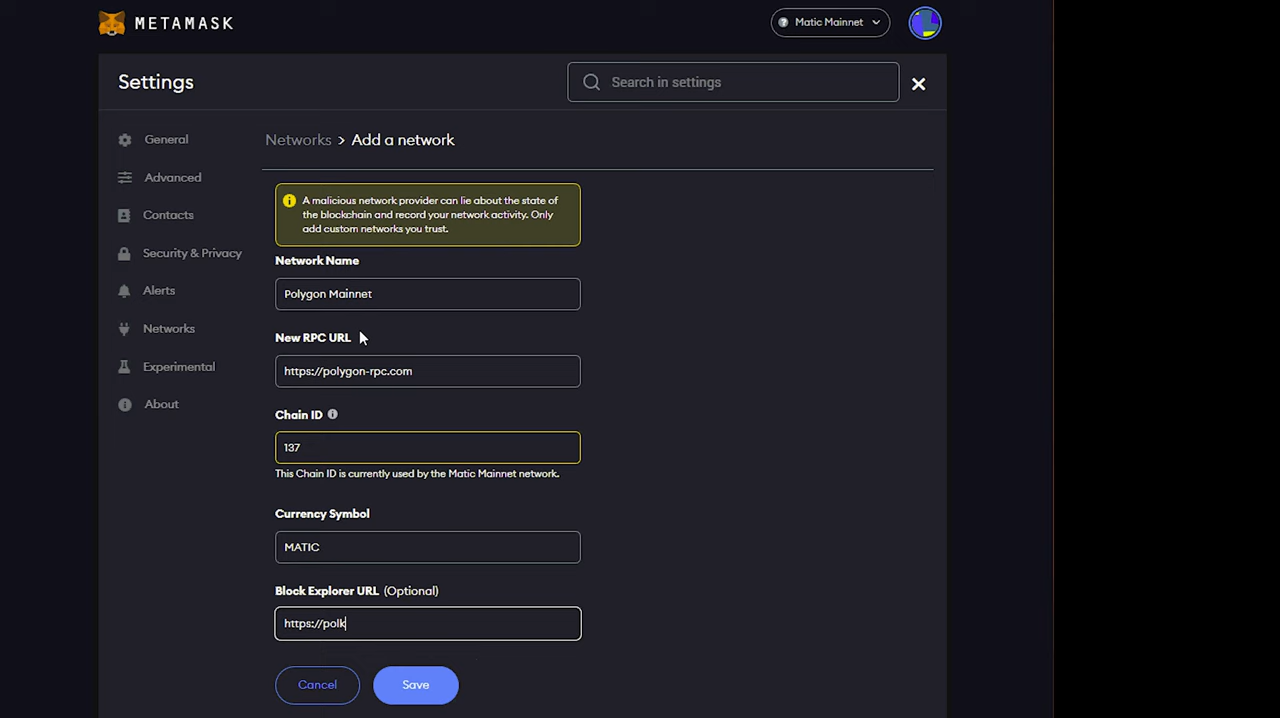 METAMASK
Matic Mainnet
Settings
Search in settings
General
Advanced
Contacts
Security & Privacy
Alerts
Networks
Experimental
About
Networks > Add a network
A malicious network provider can lie about the state of
the blockchain and record your network activity. Only
add custom networks you trust.
Network Name
Polygon Mainnet
New RPC URL
https://polygon-rpc.com
Chain ID
137
This Chain ID is currently used by the Matic Mainnet network.
Currency Symbol
MATIC
Block Explorer URL (Optional)
https://polk
Cancel
Save